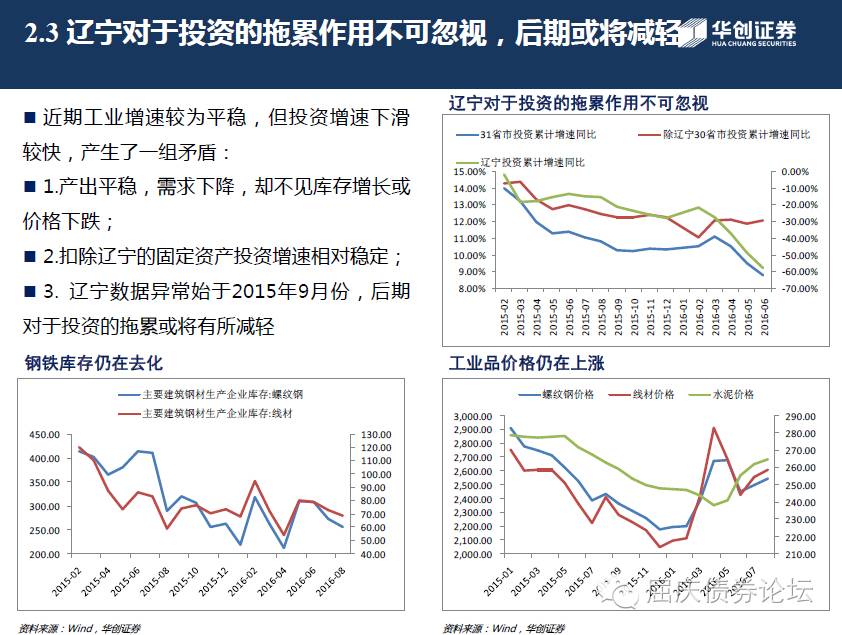 2.3 辽宁对于投资的拖累作用不可忽视，后期或将减轻
华创证券
HUA CHUANG SECURITIES
■ 近期工业增速较为平稳，但投资增速下滑
较快，产生了一组矛盾：
■ 1.产出平稳，需求下降，却不见库存增长或
价格下跌；
■ 2.扣除辽宁的固定资产投资增速相对稳定；
■ 3. 辽宁数据异常始于2015年9月份，后期
对于投资的拖累或将有所减轻
辽宁对于投资的拖累作用不可忽视
31省市投资累计增速同比 除辽宁30省市投资累计增速同比
辽宁投资累计增速同比
15.00% 0.00%
14.00% -10.00%
13.00% -20.00%
12.00% -30.00%
11.00% -40.00%
10.00% -50.00%
9.00% -60.00%
8.00% -70.00%
2015-02 2015-03 2015-04 2015-05 2015-06 2015-07 2015-08 2015-09 2015-10 2015-11 2015-12 2016-01 2016-02 2016-03 2016-04 2016-05 2016-06
钢铁库存仍在去化
主要建筑钢材生产企业库存:螺纹钢
主要建筑钢材生产企业库存:线材
450.00 130.00
400.00 120.00
350.00 110.00
300.00 100.00
250.00 90.00
200.00 80.00
70.00
60.00
50.00
40.00
2015-02 2015-04 2015-06 2015-08 2015-10 2015-12 2016-02 2016-04 2016-06 2016-08
工业品价格仍在上涨
螺纹钢价格 线材价格 水泥价格
3,000.00 290.00
2,900.00 280.00
2,800.00 270.00
2,700.00 260.00
2,600.00 250.00
2,500.00 240.00
2,400.00 230.00
2,300.00 220.00
2,200.00 210.00
2,100.00
2,000.00
2015-01 2015-03 2015-05 2015-07 2015-11 2016-01 2016-03 2016-05 2016-07
屈庆债券论坛
资料来源：Wind，华创证券
资料来源：Wind，华创证券